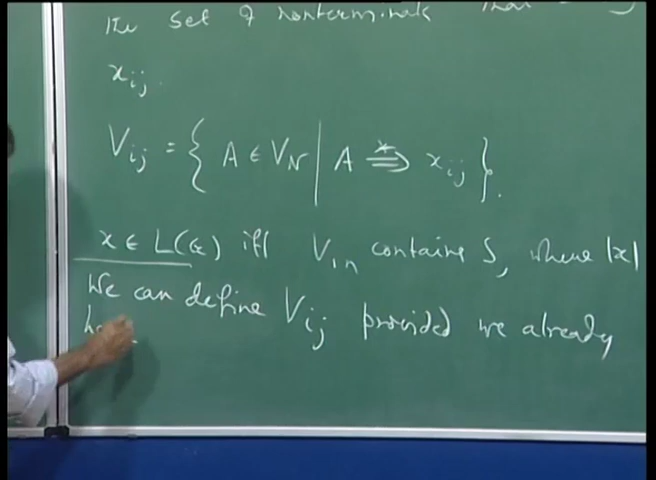 the set of nonterminals that
x_ij.
V_ij = { A ∈ V_N | A ⇒* x_ij }.
x ∈ L(G) iff V_1n contains S, where |x|
We can define V_ij provided we already